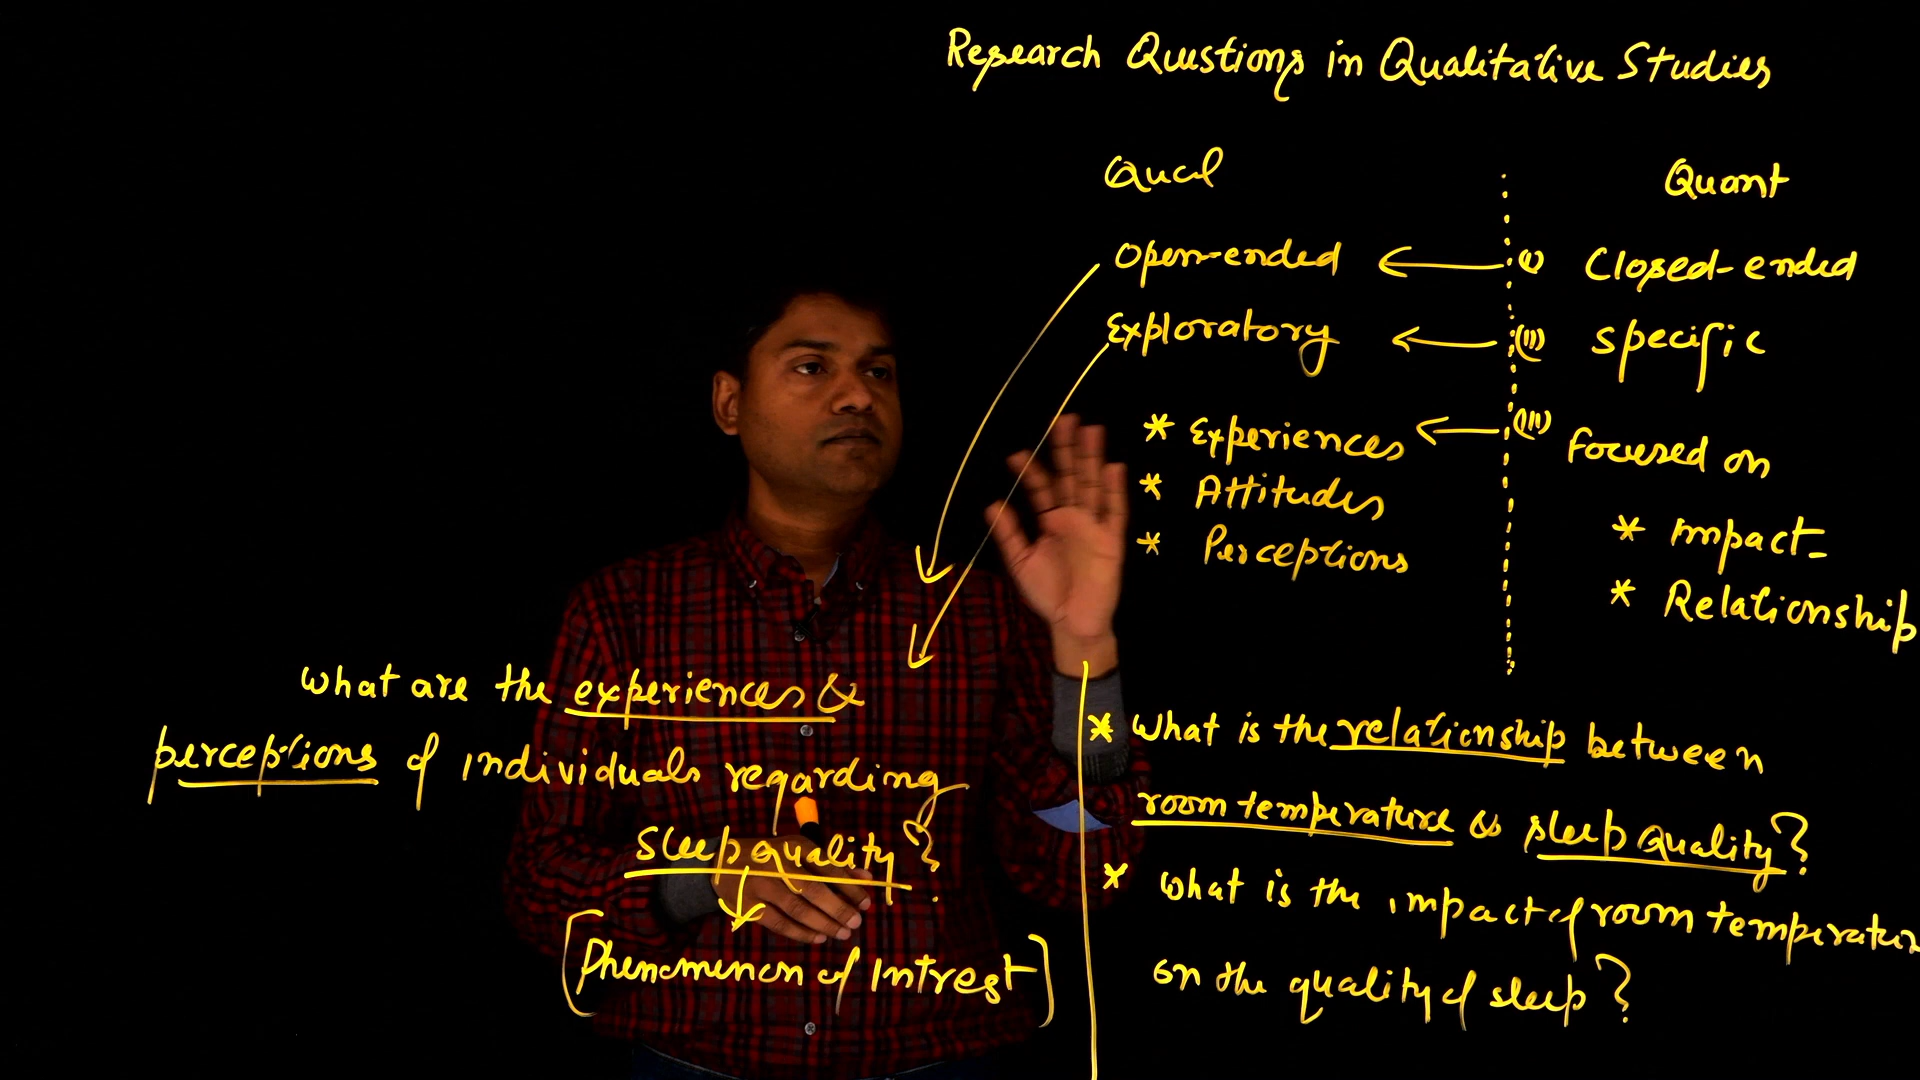 Research Questions in Qualitative Studies
Qual
Quant
Open-ended
(i) Closed-ended
Exploratory
(ii) Specific
* Experiences
(iii) Focused on
* Attitudes
* Impact
* Perceptions
* Relationship
What are the experiences &
perceptions of individuals regarding
sleep quality?
[Phenomenon of Intrest]
* What is the relationship between
room temperature & sleep quality?
* What is the impact of room temperature
on the quality of sleep?